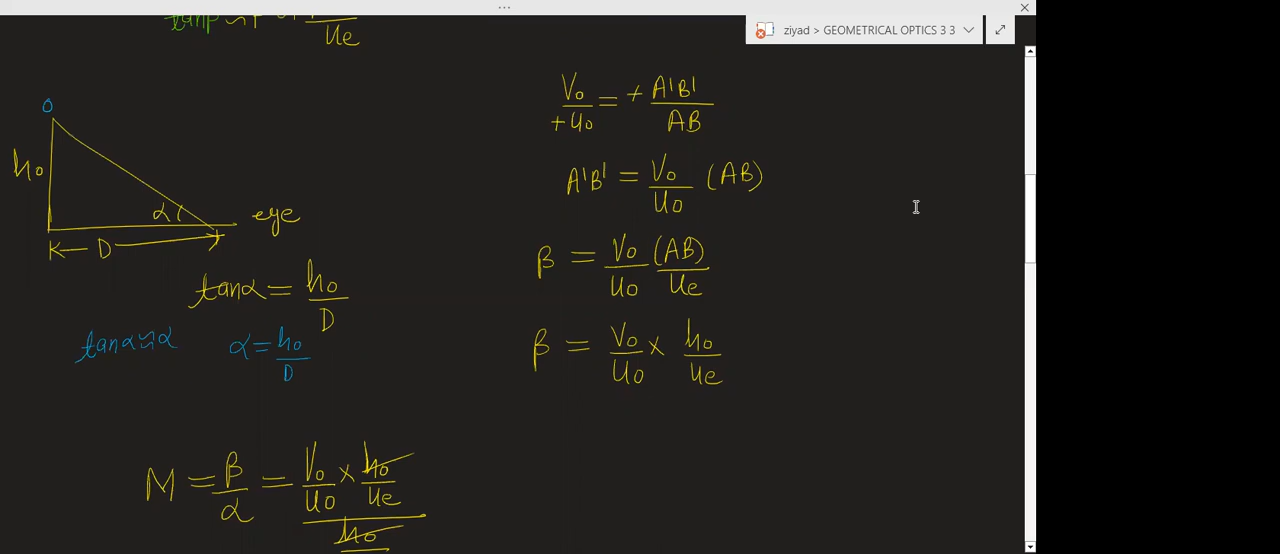 ziyad > GEOMETRICAL OPTICS 3 3
ue
O
h₀
α
eye
K← D →
tanα = h₀/D
tanα ≈ α α = h₀/D
V₀/+u₀ = + A'B'/AB
A'B' = V₀/u₀ (AB)
β = V₀/u₀ (AB)/ue
β = V₀/u₀ × h₀/ue
M = β/α = V₀/u₀ × h₀/ue
h₀